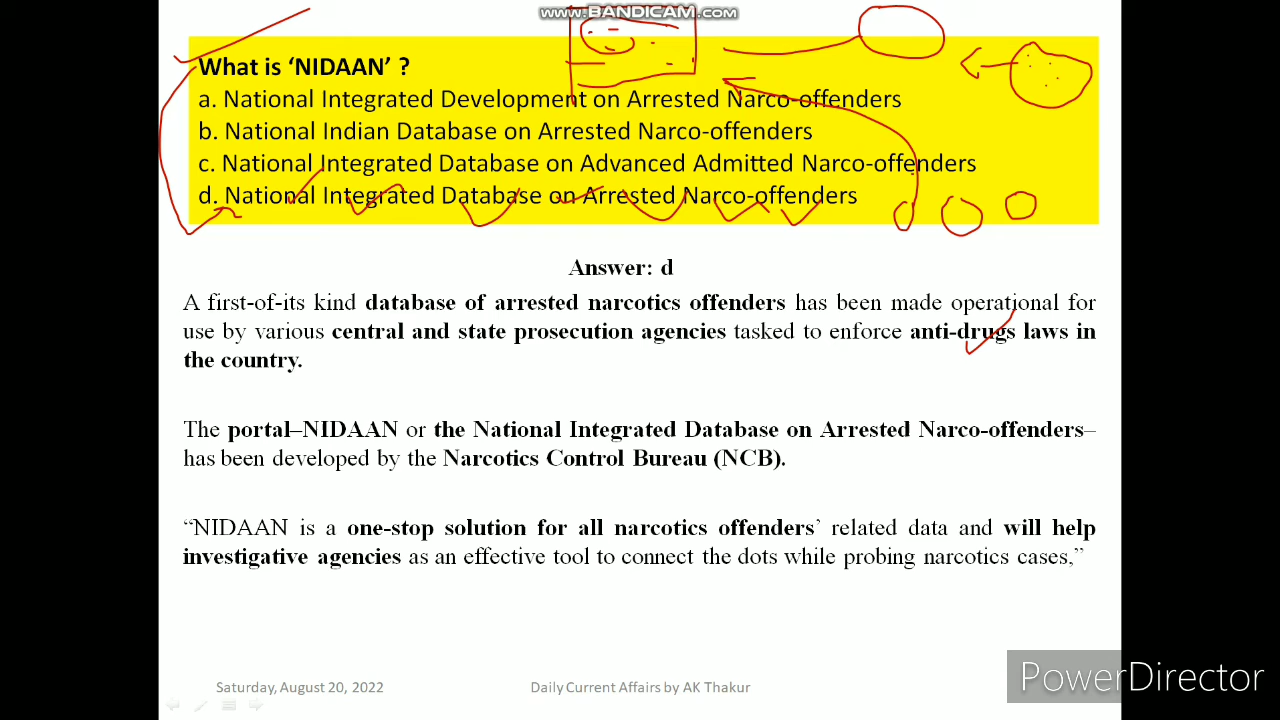 www.BANDICAM.com
What is ‘NIDAAN’ ?
a. National Integrated Development on Arrested Narco-offenders
b. National Indian Database on Arrested Narco-offenders
c. National Integrated Database on Advanced Admitted Narco-offenders
d. National Integrated Database on Arrested Narco-offenders
Answer: d
A first-of-its kind database of arrested narcotics offenders has been made operational for
use by various central and state prosecution agencies tasked to enforce anti-drugs laws in
the country.
The portal–NIDAAN or the National Integrated Database on Arrested Narco-offenders–
has been developed by the Narcotics Control Bureau (NCB).
“NIDAAN is a one-stop solution for all narcotics offenders’ related data and will help
investigative agencies as an effective tool to connect the dots while probing narcotics cases,”
Saturday, August 20, 2022
Daily Current Affairs by AK Thakur
PowerDirector